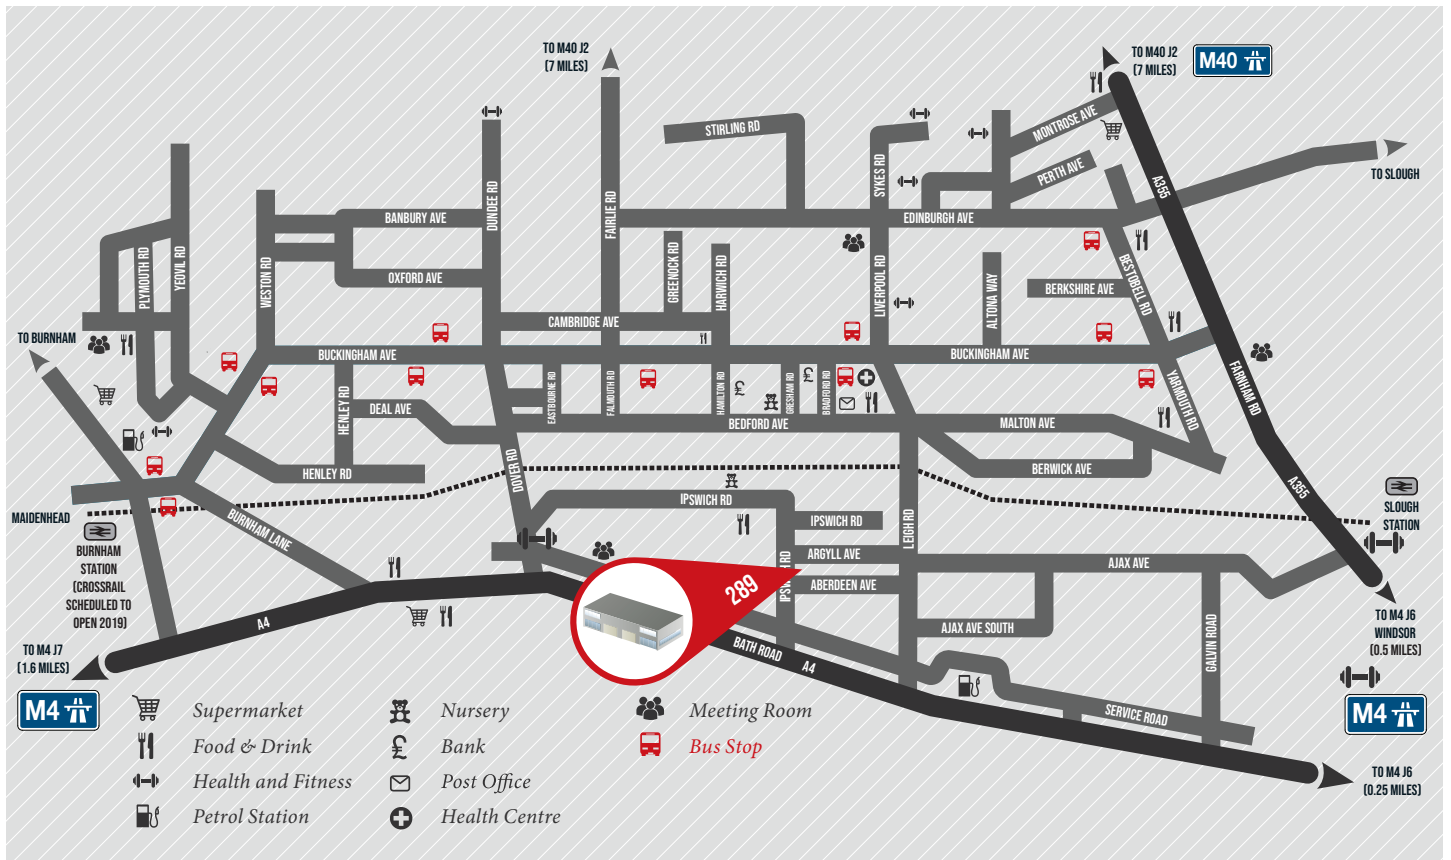 TO M40 J2
(7 MILES)
TO M40 J2
(7 MILES)
M40
STIRLING RD
MONTROSE AVE
PERTH AVE
SYKES RD
A355
TO SLOUGH
DUNDEE RD
FAIRLIE RD
BANBURY AVE
EDINBURGH AVE
PLYMOUTH RD
YEOVIL RD
WESTON RD
OXFORD AVE
GREENOCK RD
HARWICH RD
LIVERPOOL RD
ALTONA WAY
BERKSHIRE AVE
BESTOBELL RD
CAMBRIDGE AVE
TO BURNHAM
BUCKINGHAM AVE
BUCKINGHAM AVE
HENLEY RD
DEAL AVE
EASTBOURNE RD
FALMOUTH RD
HAMILTON RD
GRESHAM RD
BRADFORD RD
YARMOUTH RD
FARNHAM RD
BEDFORD AVE
MALTON AVE
HENLEY RD
DOVER RD
BERWICK AVE
A355
MAIDENHEAD
BURNHAM LANE
IPSWICH RD
IPSWICH RD
LEIGH RD
SLOUGH
STATION
BURNHAM
STATION
(CROSSRAIL
SCHEDULED TO
OPEN 2019)
ARGYLL AVE
AJAX AVE
ABERDEEN AVE
289
AJAX AVE SOUTH
GALVIN ROAD
TO M4 J6
WINDSOR
(0.5 MILES)
A4
BATH ROAD
A4
TO M4 J7
(1.6 MILES)
M4
SERVICE ROAD
M4
TO M4 J6
(0.25 MILES)
Supermarket
Food & Drink
Health and Fitness
Petrol Station
Nursery
Bank
Post Office
Health Centre
Meeting Room
Bus Stop